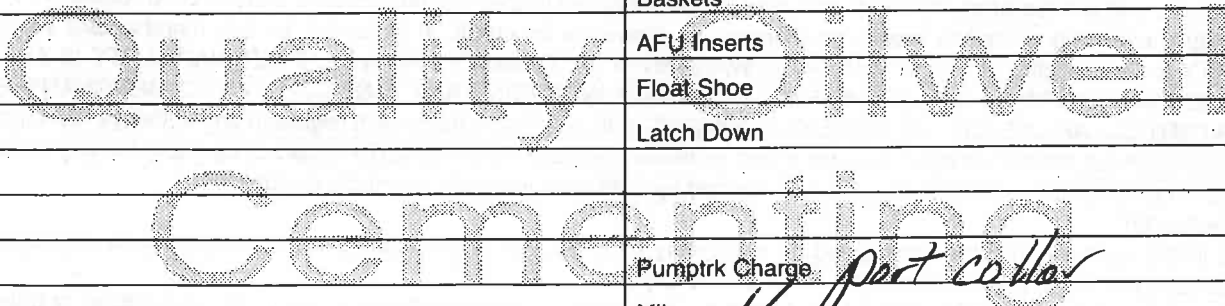 Baskets
Quality Oilwell
AFU Inserts
Float Shoe
Latch Down
Cementing
Pumptrk Charge port collar